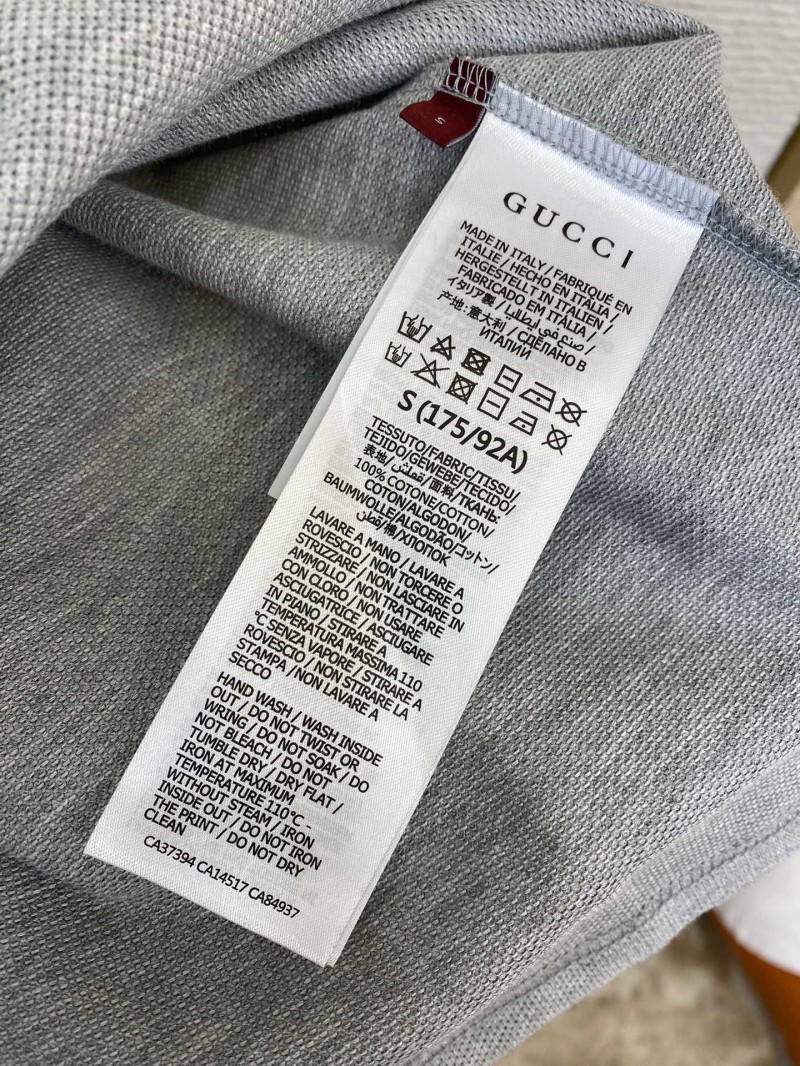 S
GUCCI
MADE IN ITALY / FABRIQUÉ EN
ITALIE / HECHO EN ITALIA /
HERGESTELLT IN ITALIEN /
FABRICADO EM ITÁLIA /
イタリア製 / صنع في إيطاليا /
产地：意大利 / СДЕЛАНО В
ИТАЛИИ
S (175/92A)
TESSUTO/FABRIC/TISSU/
TEJIDO/GEWEBE/TECIDO/
表地/قماش/面料/ТКАНЬ:
100% COTONE/COTTON/
COTON/ALGODON/
BAUMWOLLE/ALGODÃO/コットン/
قطن/棉/ХЛОПОК
LAVARE A MANO / LAVARE A
ROVESCIO / NON TORCERE O
STRIZZARE / NON LASCIARE IN
AMMOLLO / NON TRATTARE
CON CLORO / NON USARE
ASCIUGATRICE / ASCIUGARE
IN PIANO / STIRARE A
TEMPERATURA MASSIMA 110
°C SENZA VAPORE / STIRARE A
ROVESCIO / NON STIRARE LA
STAMPA / NON LAVARE A
SECCO
HAND WASH / WASH INSIDE
OUT / DO NOT TWIST OR
WRING / DO NOT SOAK / DO
NOT BLEACH / DO NOT
TUMBLE DRY / DRY FLAT /
IRON AT MAXIMUM
TEMPERATURE 110°C -
WITHOUT STEAM / IRON
INSIDE OUT / DO NOT IRON
THE PRINT / DO NOT DRY
CLEAN
CA37394 CA14517 CA84937